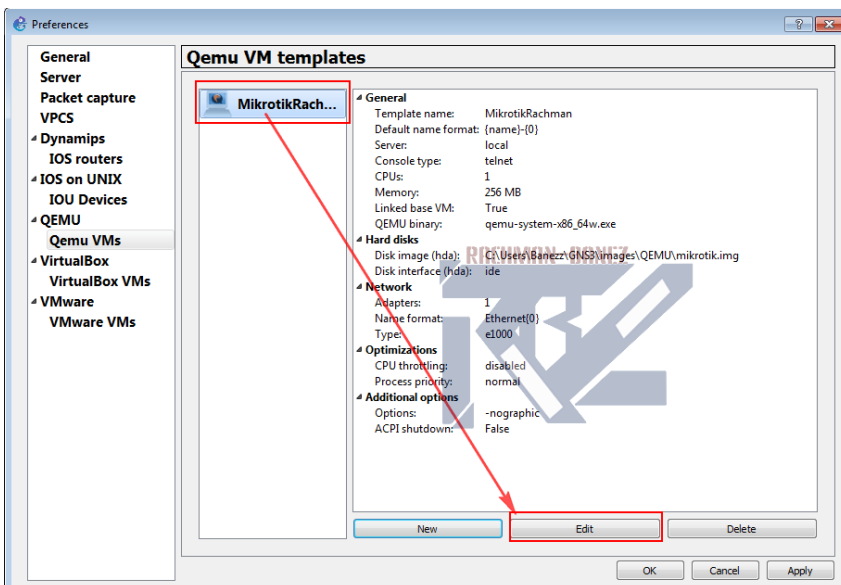 Preferences
General
Server
Packet capture
VPCS
Dynamips
IOS routers
IOS on UNIX
IOU Devices
QEMU
Qemu VMs
VirtualBox
VirtualBox VMs
VMware
VMware VMs
Qemu VM templates
MikrotikRach...
General
Template name: MikrotikRachman
Default name format: {name}-{0}
Server: local
Console type: telnet
CPUs: 1
Memory: 256 MB
Linked base VM: True
QEMU binary: qemu-system-x86_64w.exe
Hard disks
RACHMAN-BANEZ
Disk image (hda): C:\Users\Banezz\GNS3\images\QEMU\mikrotik.img
Disk interface (hda): ide
Network
Adapters: 1
Name format: Ethernet{0}
Type: e1000
Optimizations
CPU throttling: disabled
Process priority: normal
Additional options
Options: -nographic
ACPI shutdown: False
New Edit Delete
OK Cancel Apply